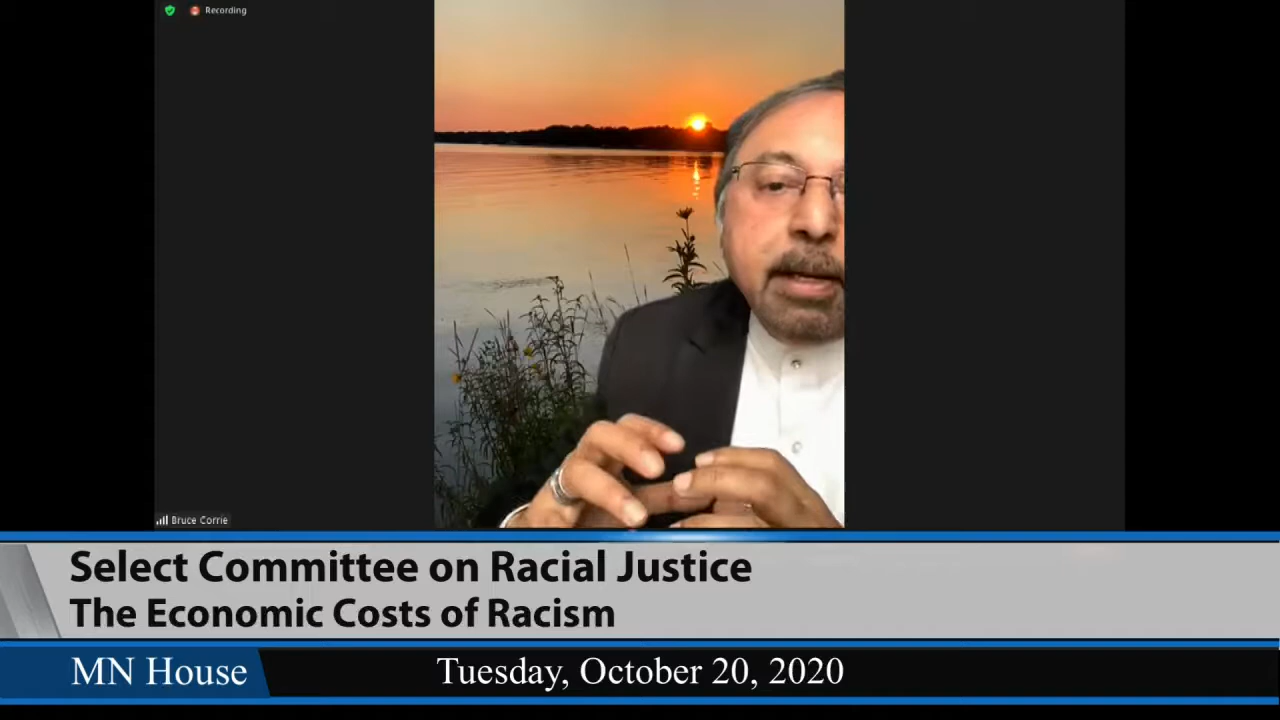 Recording
Bruce Corrie
Select Committee on Racial Justice
The Economic Costs of Racism
MN House
Tuesday, October 20, 2020